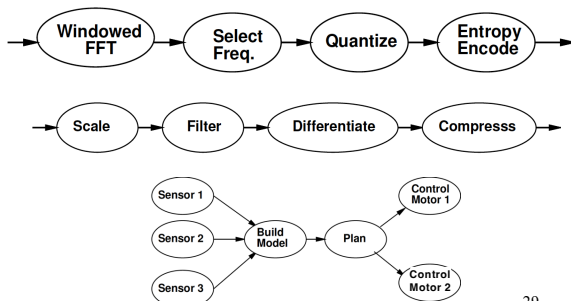 Windowed
FFT
Select
Freq.
Quantize
Entropy
Encode
Scale
Filter
Differentiate
Compresss
Sensor 1
Sensor 2
Sensor 3
Build
Model
Plan
Control
Motor 1
Control
Motor 2
29